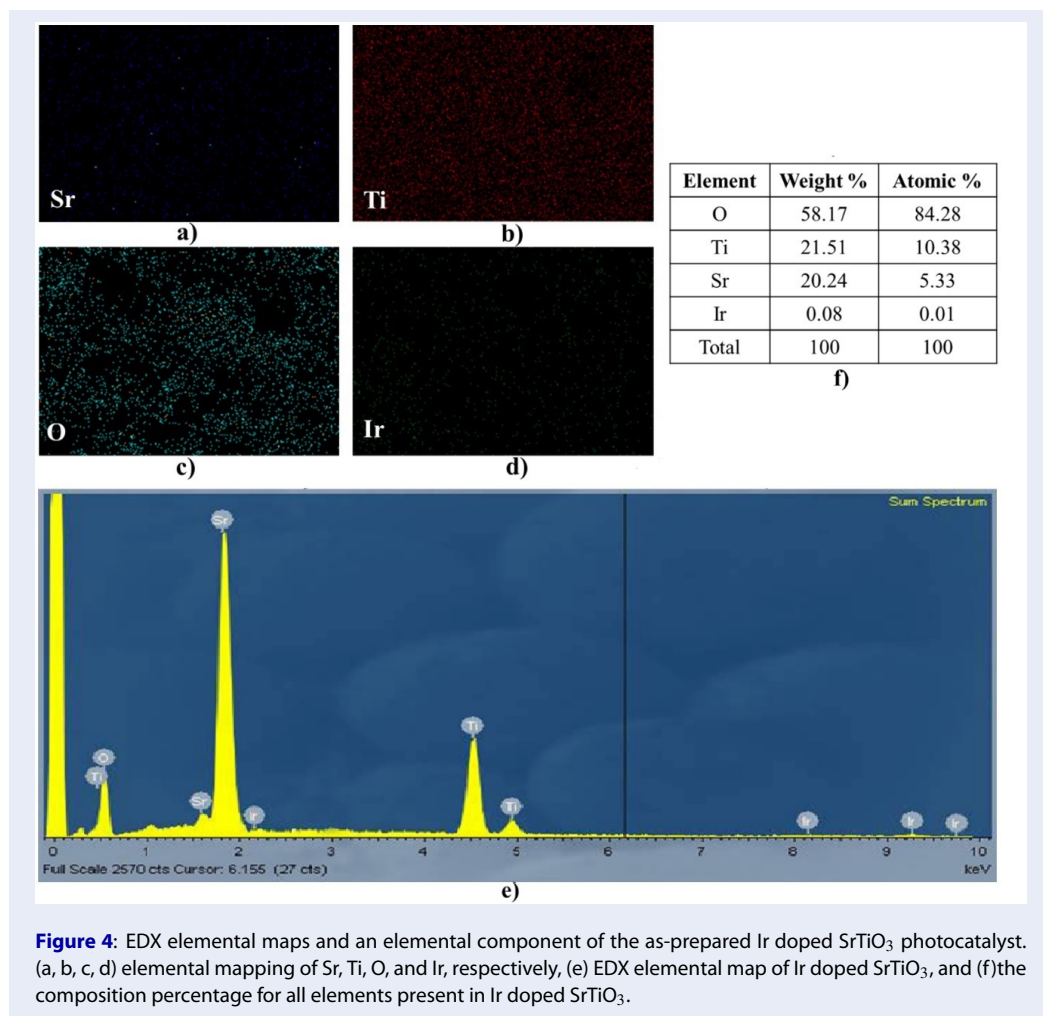 Sr
a)
Ti
b)
O
c)
Ir
d)
Element Weight % Atomic %
O 58.17 84.28
Ti 21.51 10.38
Sr 20.24 5.33
Ir 0.08 0.01
Total 100 100
f)
Sum Spectrum
Sr
O
Ti
Sr
Ir
Ti
Ti
Ir
Ir
Ir
0 1 2 3 4 5 6 7 8 9 10
Full Scale 2570 cts Cursor: 6.155 (27 cts) keV
e)
Figure 4: EDX elemental maps and an elemental component of the as-prepared Ir doped SrTiO₃ photocatalyst.
(a, b, c, d) elemental mapping of Sr, Ti, O, and Ir, respectively, (e) EDX elemental map of Ir doped SrTiO₃, and (f)the
composition percentage for all elements present in Ir doped SrTiO₃.